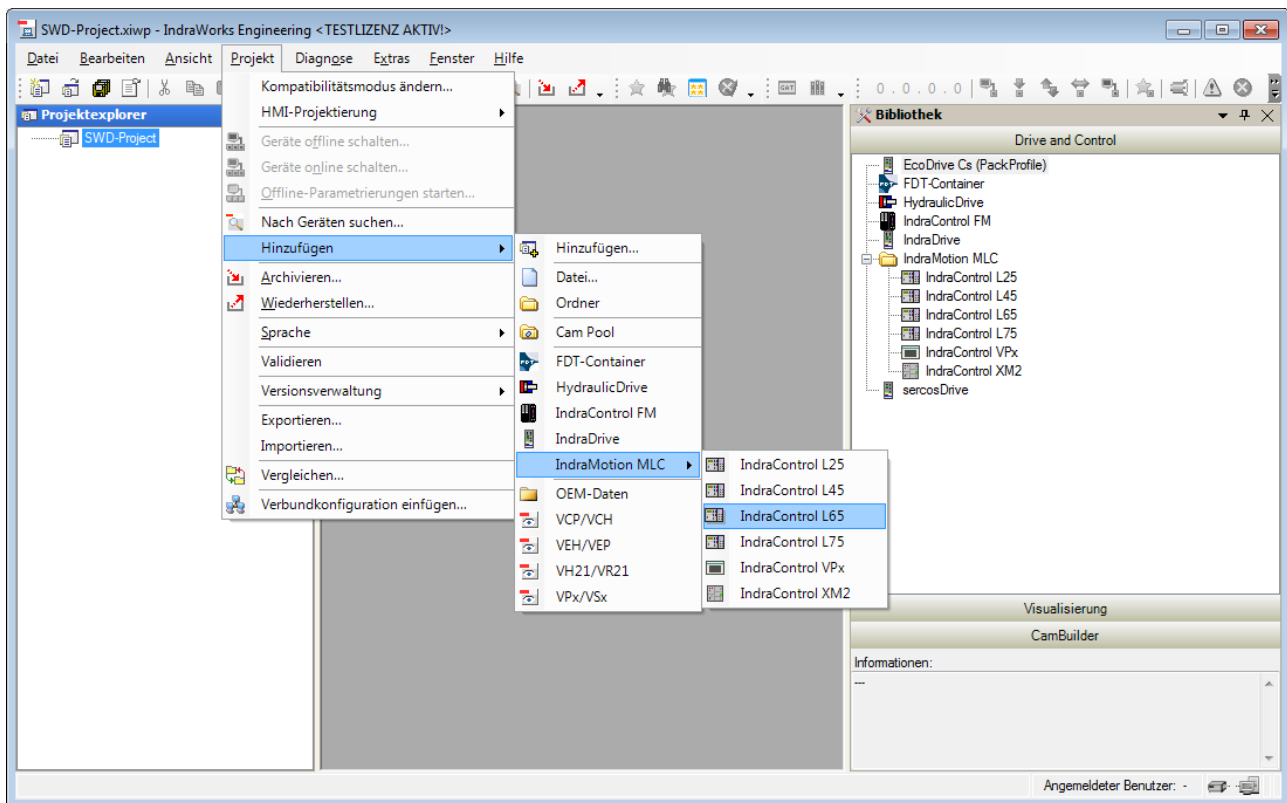 SWD-Project.xiwp - IndraWorks Engineering <TESTLIZENZ AKTIV!>
Datei Bearbeiten Ansicht Projekt Diagnose Extras Fenster Hilfe
0.0.0.0
Projektexplorer
SWD-Project
Kompatibilitätsmodus ändern...
HMI-Projektierung
Geräte offline schalten...
Geräte online schalten...
Offline-Parametrierungen starten...
Nach Geräten suchen...
Hinzufügen
Archivieren...
Wiederherstellen...
Sprache
Validieren
Versionsverwaltung
Exportieren...
Importieren...
Vergleichen...
Verbundkonfiguration einfügen...
Hinzufügen...
Datei...
Ordner
Cam Pool
FDT-Container
HydraulicDrive
IndraControl FM
IndraDrive
IndraMotion MLC
OEM-Daten
VCP/VCH
VEH/VEP
VH21/VR21
VPx/VSx
IndraControl L25
IndraControl L45
IndraControl L65
IndraControl L75
IndraControl VPx
IndraControl XM2
Bibliothek
Drive and Control
EcoDrive Cs (PackProfile)
FDT-Container
HydraulicDrive
IndraControl FM
IndraDrive
IndraMotion MLC
IndraControl L25
IndraControl L45
IndraControl L65
IndraControl L75
IndraControl VPx
IndraControl XM2
sercosDrive
Visualisierung
CamBuilder
Informationen:
---
Angemeldeter Benutzer: -